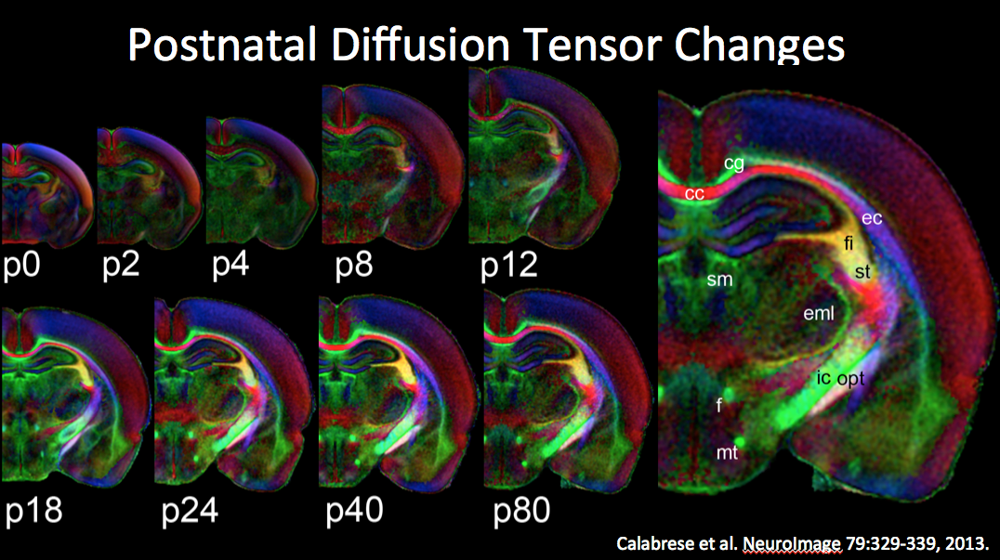 Postnatal Diffusion Tensor Changes
p0
p2
p4
p8
p12
p18
p24
p40
p80
cg
cc
ec
fi
st
sm
eml
ic opt
f
mt
Calabrese et al. NeuroImage 79:329-339, 2013.